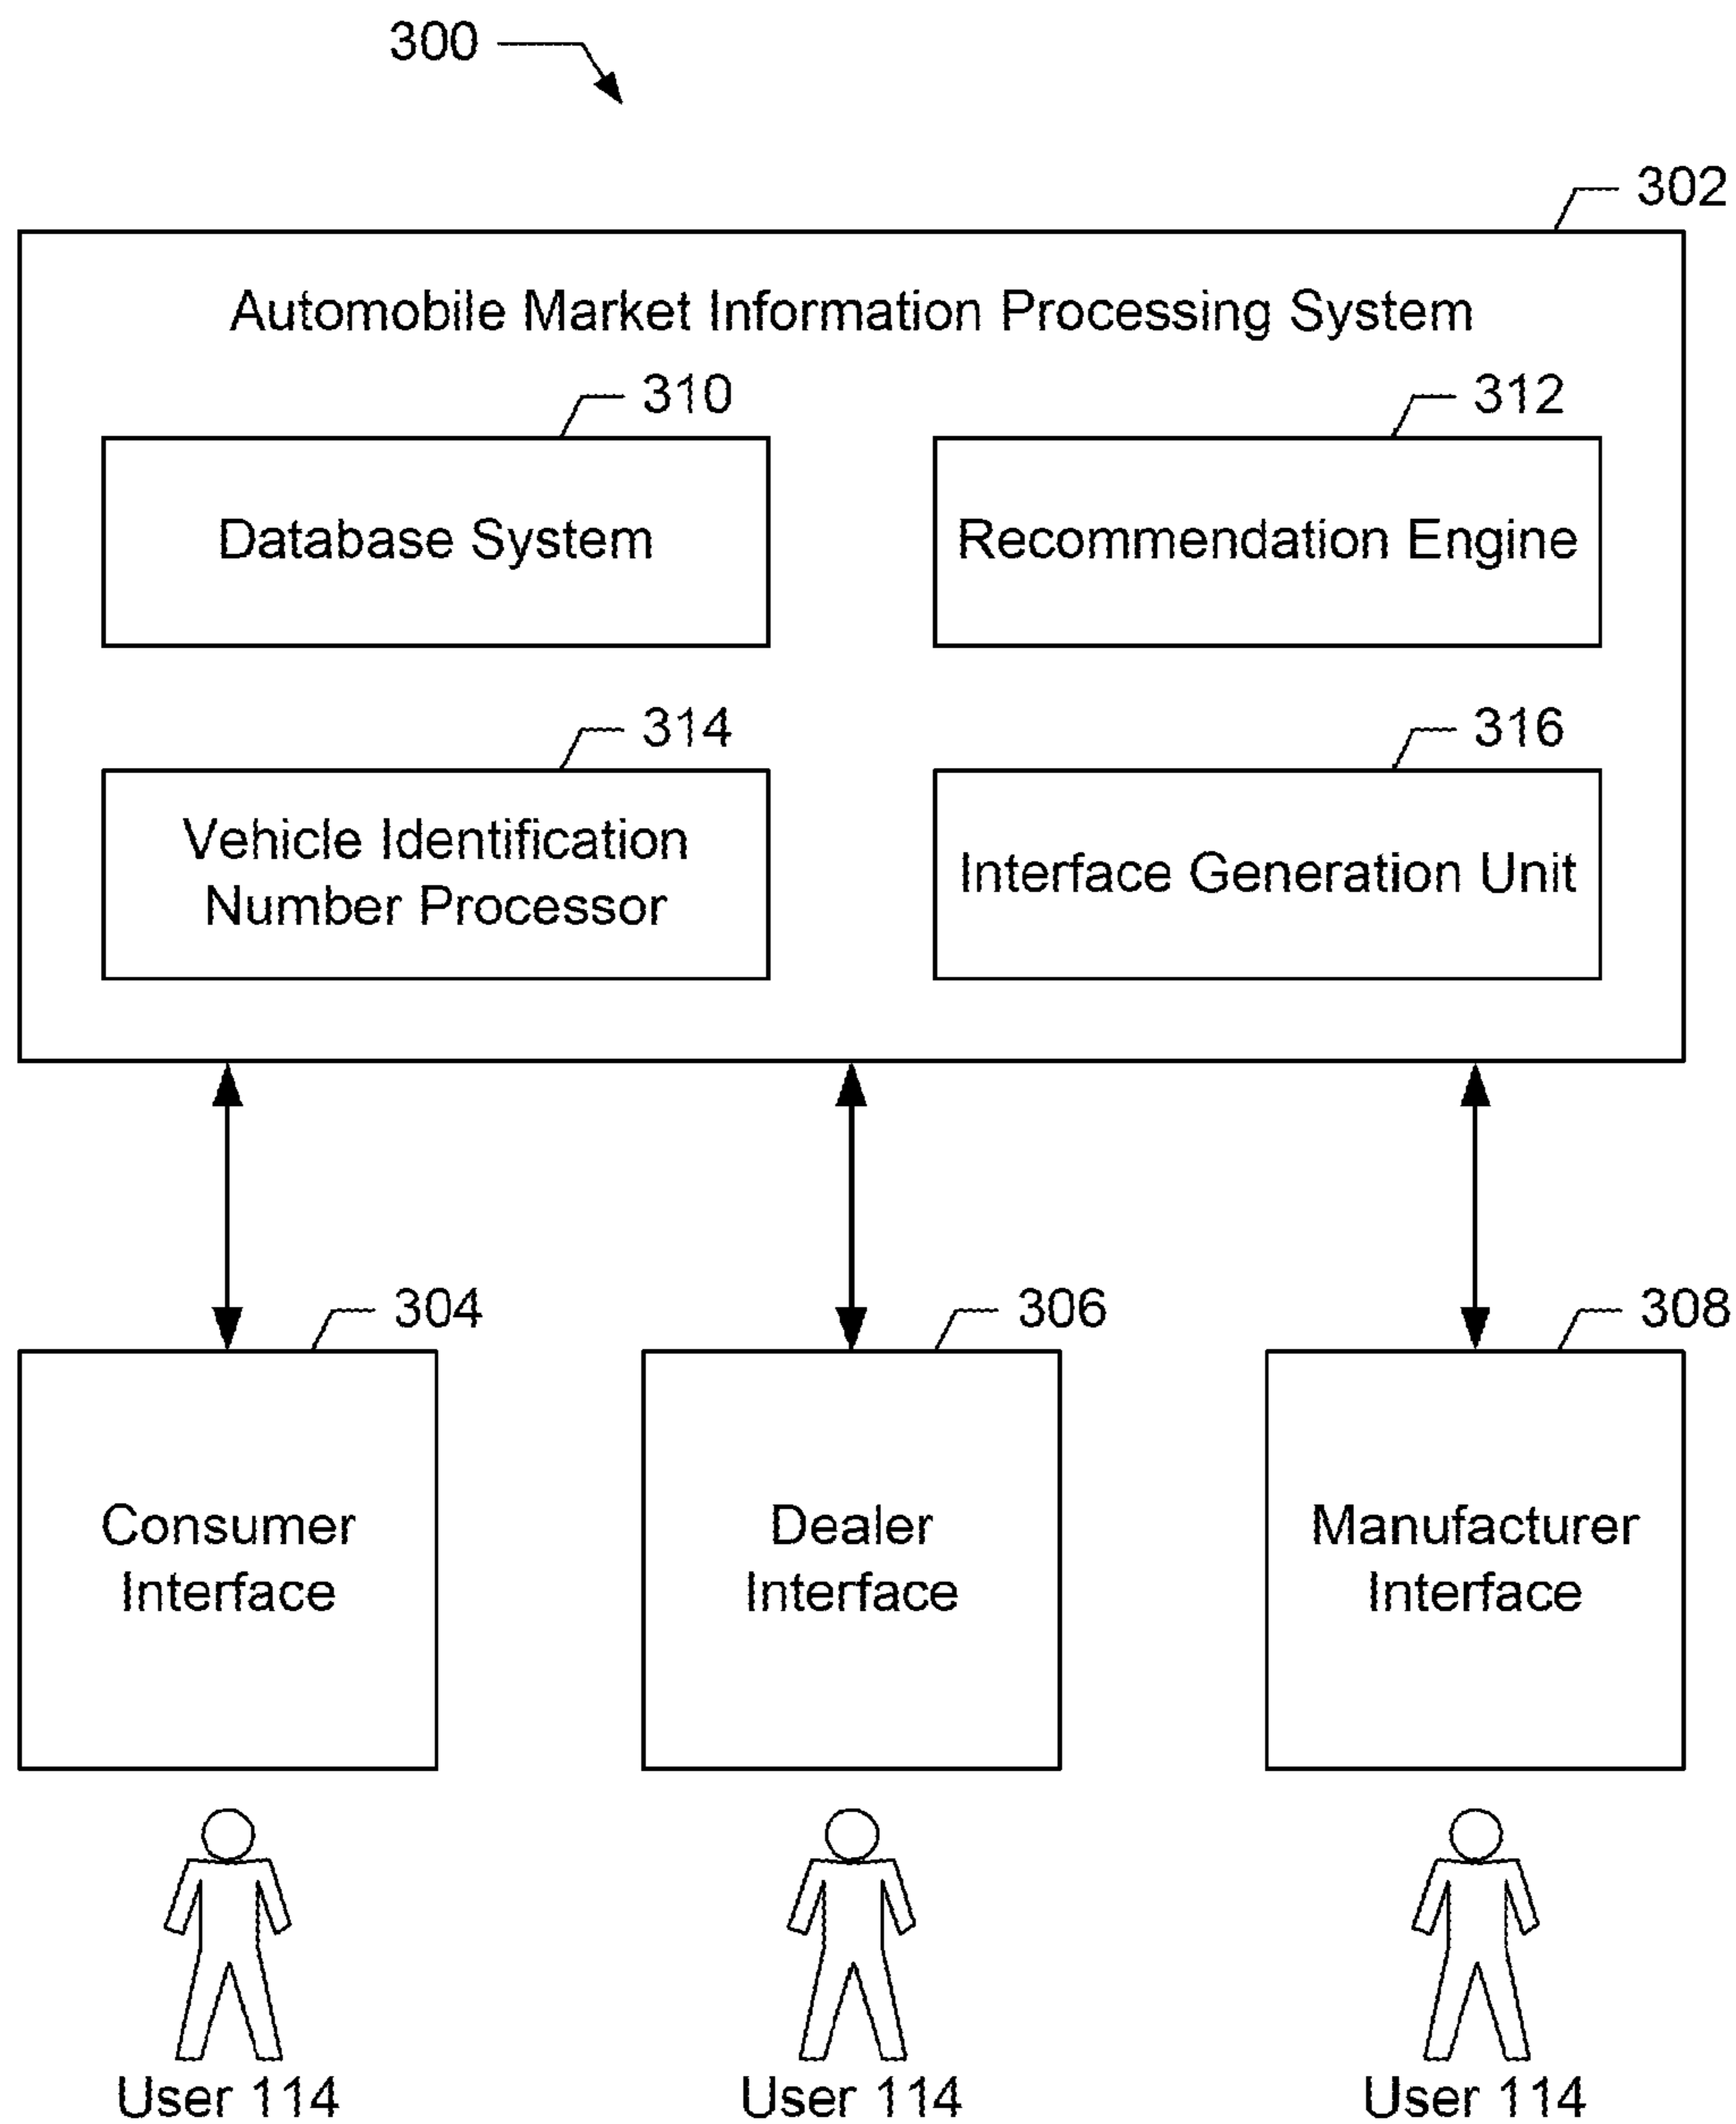 300
302
Automobile Market Information Processing System
310
312
Database System
Recommendation Engine
314
316
Vehicle Identification
Number Processor
Interface Generation Unit
304
306
308
Consumer
Interface
Dealer
Interface
Manufacturer
Interface
User 114
User 114
User 114